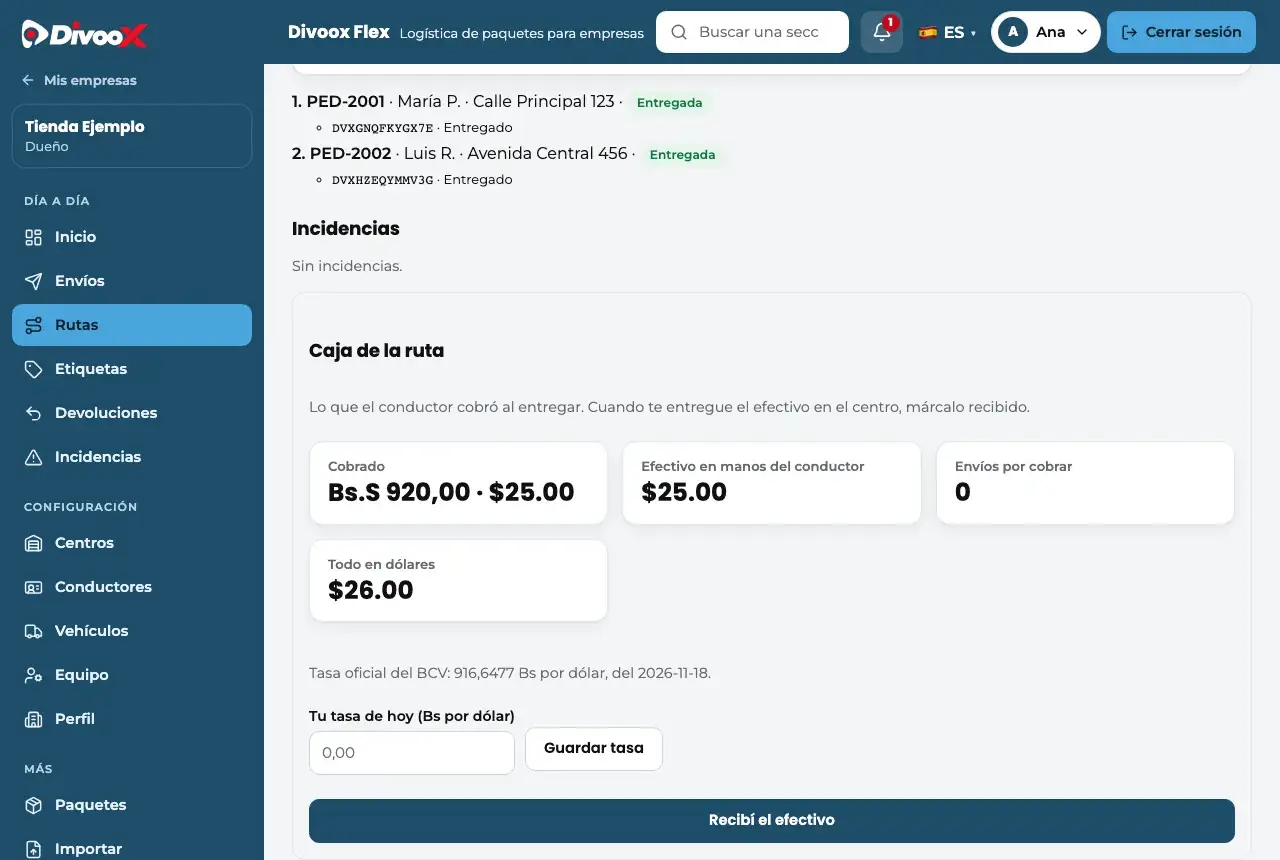 DivooX
Divoox Flex
Logística de paquetes para empresas
Buscar una secc
1
ES
A
Ana
Cerrar sesión
Mis empresas
Tienda Ejemplo
Dueño
DÍA A DÍA
Inicio
Envíos
Rutas
Etiquetas
Devoluciones
Incidencias
CONFIGURACIÓN
Centros
Conductores
Vehículos
Equipo
Perfil
MÁS
Paquetes
Importar
1. PED-2001 · María P. · Calle Principal 123 · Entregada
DVXGNQFKYGX7E · Entregado
2. PED-2002 · Luis R. · Avenida Central 456 · Entregada
DVXHZEQYMMV3G · Entregado
Incidencias
Sin incidencias.
Caja de la ruta
Lo que el conductor cobró al entregar. Cuando te entregue el efectivo en el centro, márcalo recibido.
Cobrado
Bs.S 920,00 · $25.00
Efectivo en manos del conductor
$25.00
Envíos por cobrar
0
Todo en dólares
$26.00
Tasa oficial del BCV: 916,6477 Bs por dólar, del 2026-11-18.
Tu tasa de hoy (Bs por dólar)
0,00
Guardar tasa
Recibí el efectivo